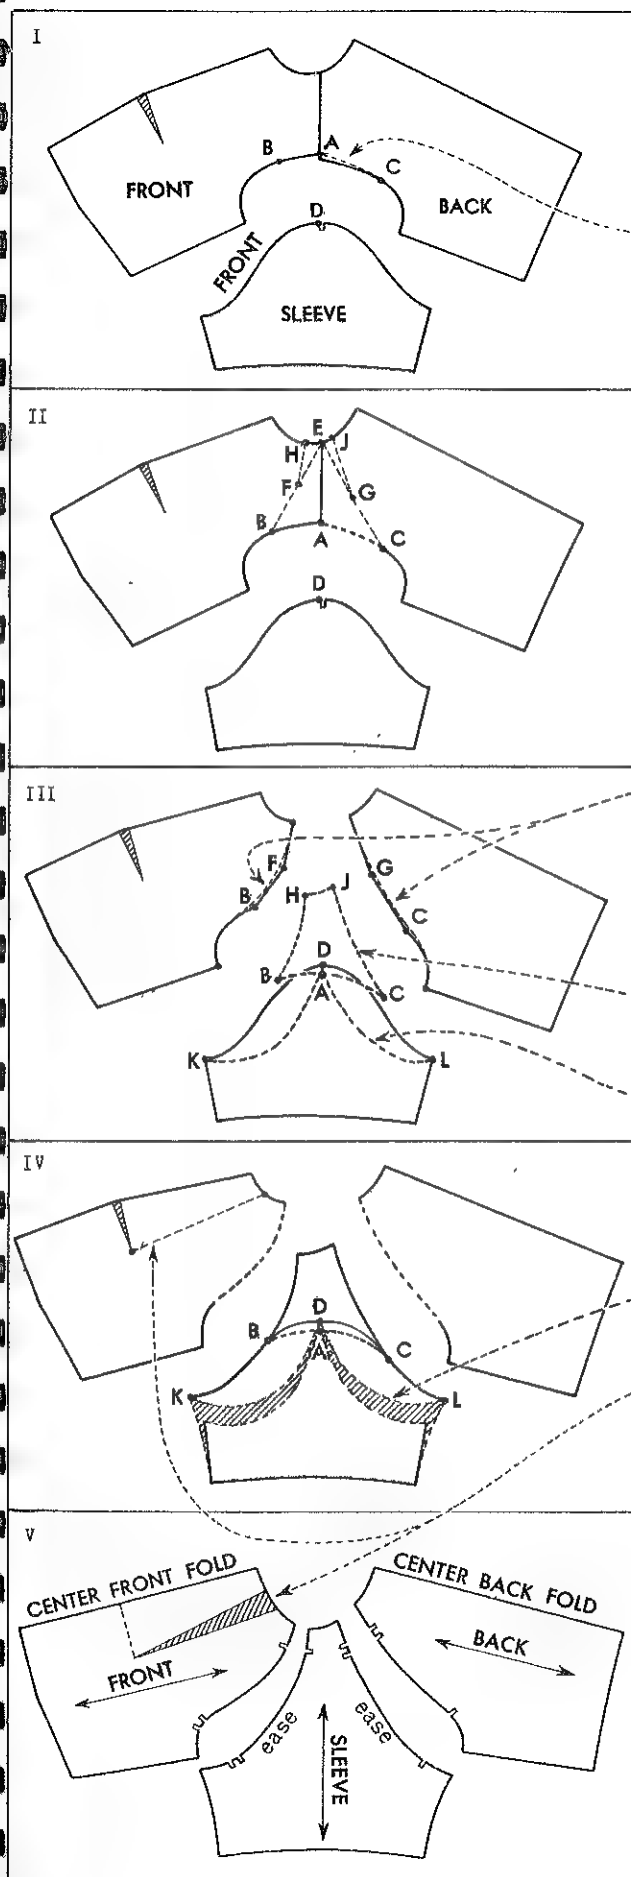 I
A
B
C
FRONT
D
BACK
FRONT
SLEEVE
II
E
J
H
F
G
B
A
C
D
III
F
G
B
H
J
C
D
B
A
C
K
L
IV
D
B
A
C
K
L
V
CENTER FRONT FOLD
CENTER BACK FOLD
FRONT
BACK
ease
ease
SLEEVE